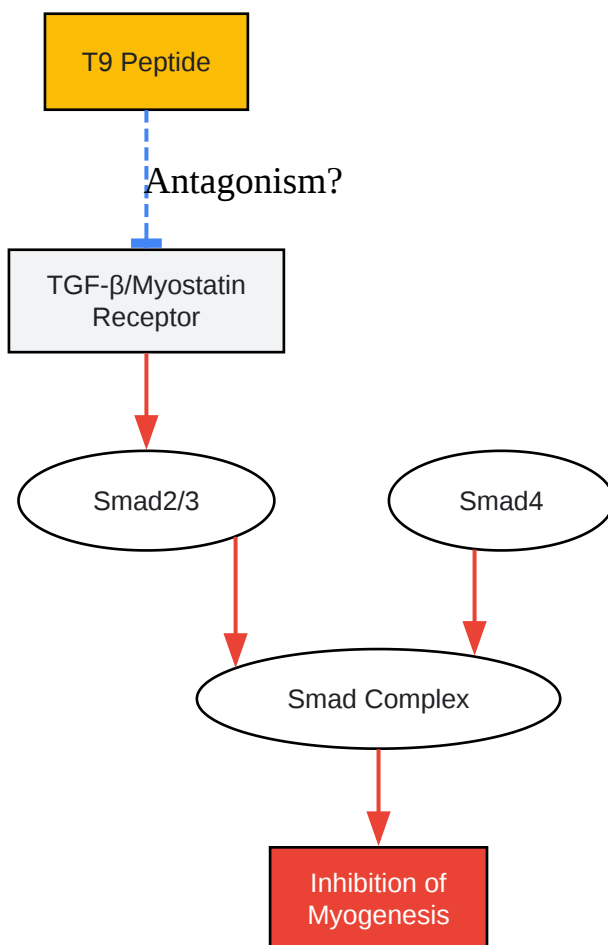 T9 Peptide
Antagonism?
TGF-β/Myostatin
Receptor
Smad2/3
Smad4
Smad Complex
Inhibition of
Myogenesis